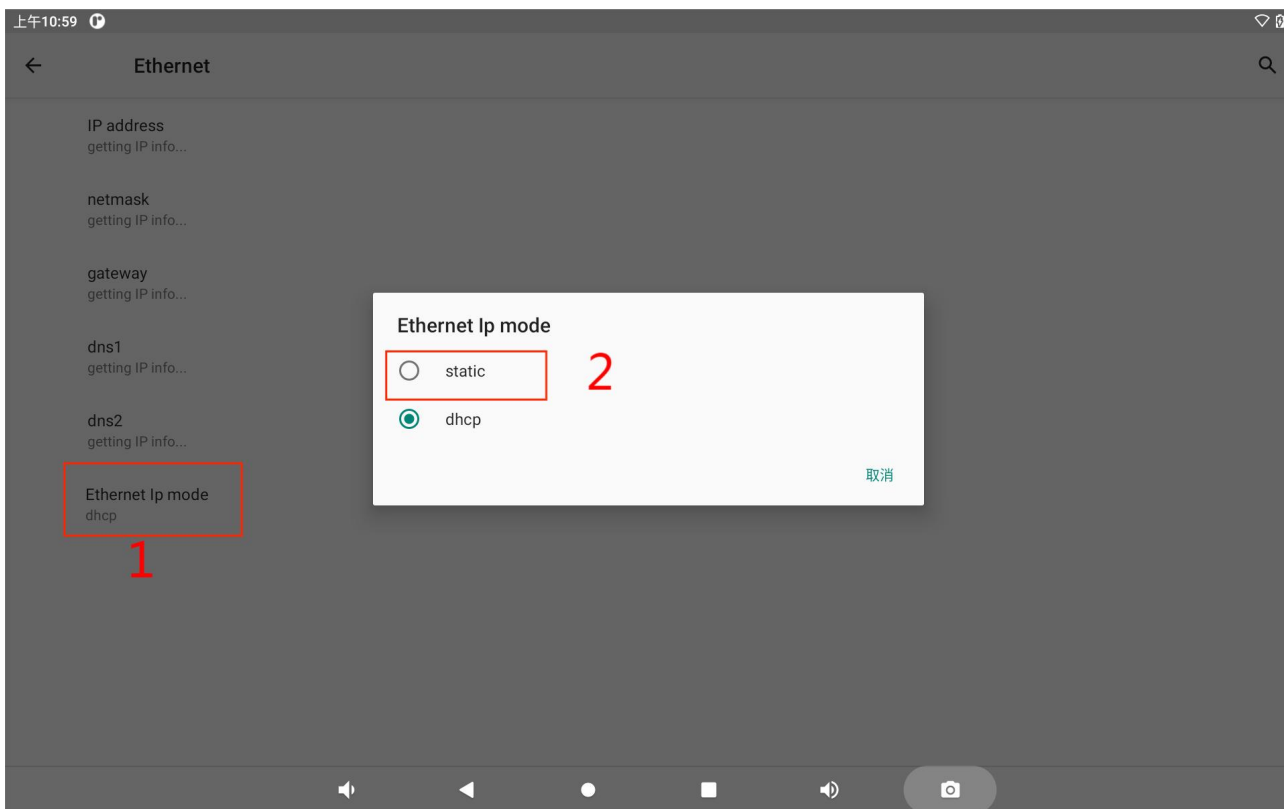 上午10:59
Ethernet
IP address
getting IP info...
netmask
getting IP info...
gateway
getting IP info...
dns1
getting IP info...
dns2
getting IP info...
Ethernet Ip mode
dhcp
1
Ethernet Ip mode
static
2
dhcp
取消